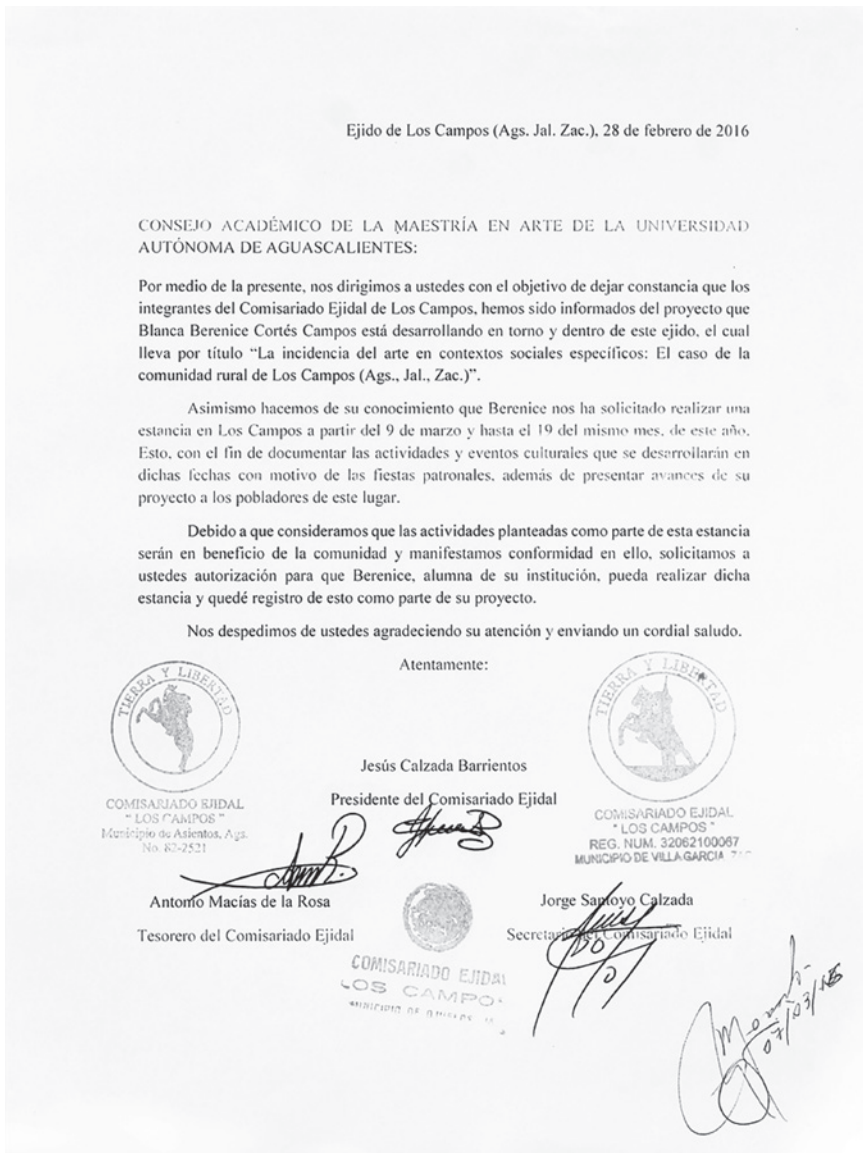 Ejido de Los Campos (Ags. Jal. Zac.), 28 de febrero de 2016
CONSEJO ACADÉMICO DE LA MAESTRÍA EN ARTE DE LA UNIVERSIDAD
AUTÓNOMA DE AGUASCALIENTES:
Por medio de la presente, nos dirigimos a ustedes con el objetivo de dejar constancia que los
integrantes del Comisariado Ejidal de Los Campos, hemos sido informados del proyecto que
Blanca Berenice Cortés Campos está desarrollando en torno y dentro de este ejido, el cual
lleva por título “La incidencia del arte en contextos sociales específicos: El caso de la
comunidad rural de Los Campos (Ags., Jal., Zac.)”.
Asimismo hacemos de su conocimiento que Berenice nos ha solicitado realizar una
estancia en Los Campos a partir del 9 de marzo y hasta el 19 del mismo mes, de este año.
Esto, con el fin de documentar las actividades y eventos culturales que se desarrollarán en
dichas fechas con motivo de las fiestas patronales, además de presentar avances de su
proyecto a los pobladores de este lugar.
Debido a que consideramos que las actividades planteadas como parte de esta estancia
serán en beneficio de la comunidad y manifestamos conformidad en ello, solicitamos a
ustedes autorización para que Berenice, alumna de su institución, pueda realizar dicha
estancia y quedé registro de esto como parte de su proyecto.
Nos despedimos de ustedes agradeciendo su atención y enviando un cordial saludo.
Atentamente:
TIERRA Y LIBERTAD
COMISARIADO EJIDAL
" LOS CAMPOS "
Municipio de Asientos, Ags.
No. 82-2521
TIERRA Y LIBERTAD
COMISARIADO EJIDAL
" LOS CAMPOS "
REG. NUM. 32062100067
MUNICIPIO DE VILLA GARCIA
Jesús Calzada Barrientos
Presidente del Comisariado Ejidal
Antonio Macías de la Rosa
Tesorero del Comisariado Ejidal
Jorge Santoyo Calzada
Secretario del Comisariado Ejidal
COMISARIADO EJIDAL
LOS CAMPOS
MUNICIPIO DE
07/03/16